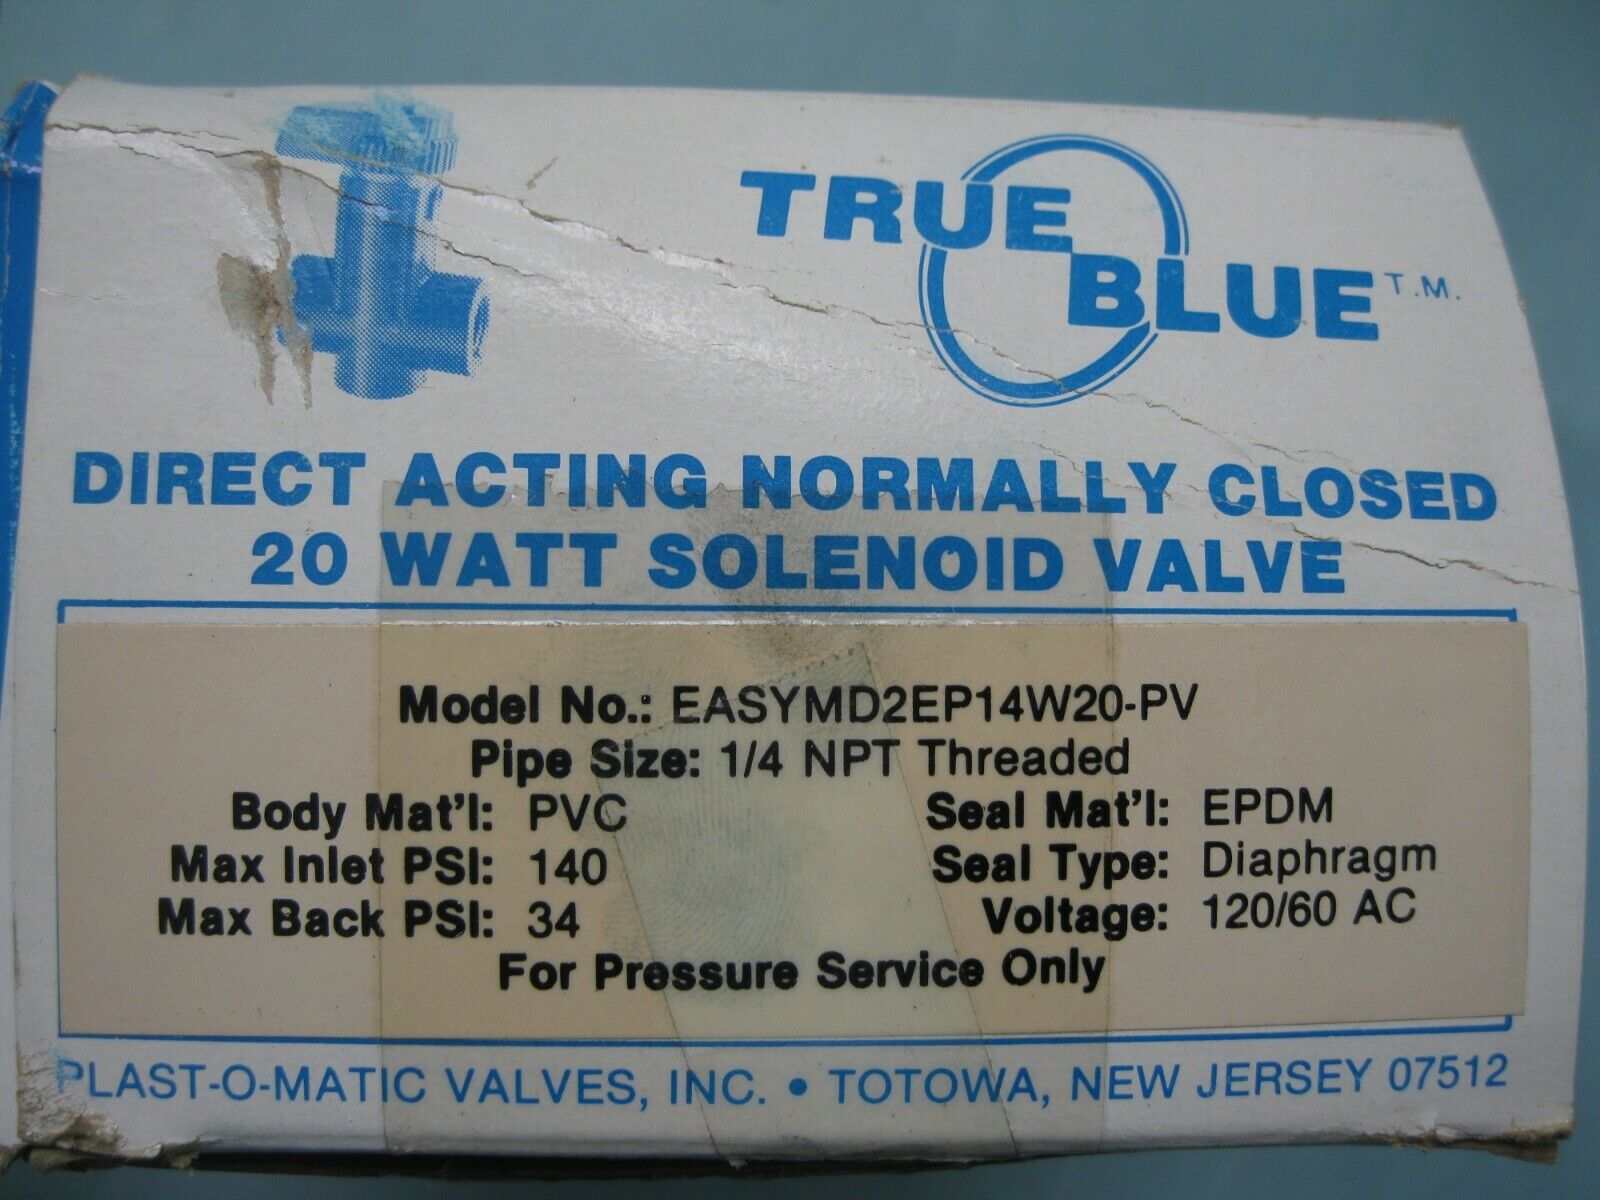 TRUE
BLUE T.M.
DIRECT ACTING NORMALLY CLOSED
20 WATT SOLENOID VALVE
Model No.: EASYMD2EP14W20-PV
Pipe Size: 1/4 NPT Threaded
Body Mat'l: PVC Seal Mat'l: EPDM
Max Inlet PSI: 140 Seal Type: Diaphragm
Max Back PSI: 34 Voltage: 120/60 AC
For Pressure Service Only
PLAST-O-MATIC VALVES, INC. • TOTOWA, NEW JERSEY 07512